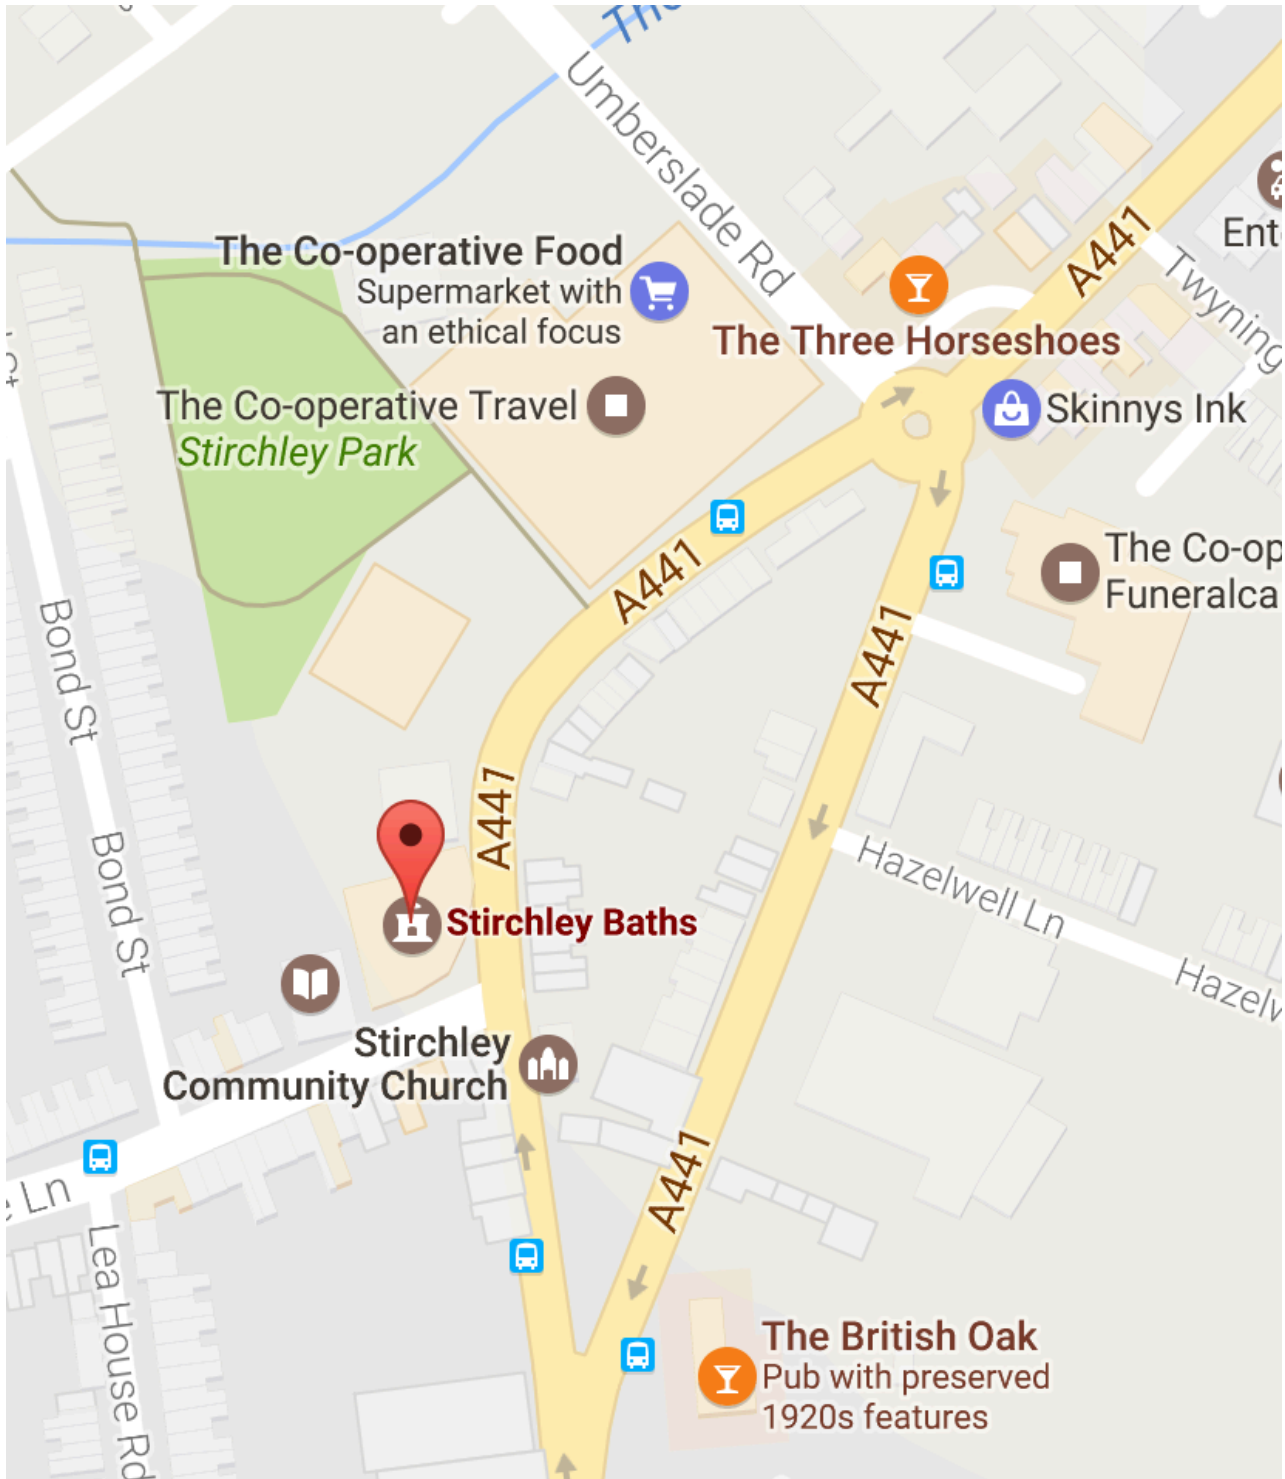 Umberslade Rd
A441
The Co-operative Food
Supermarket with
an ethical focus
Twyning
The Three Horseshoes
The Co-operative Travel
Skinnys Ink
Stirchley Park
A441
The Co-op
Funeralca
Bond St
A441
A441
Bond St
Hazelwell Ln
Stirchley Baths
Hazelw
Stirchley
Community Church
A441
Ln
Lea House Rd
The British Oak
Pub with preserved
1920s features